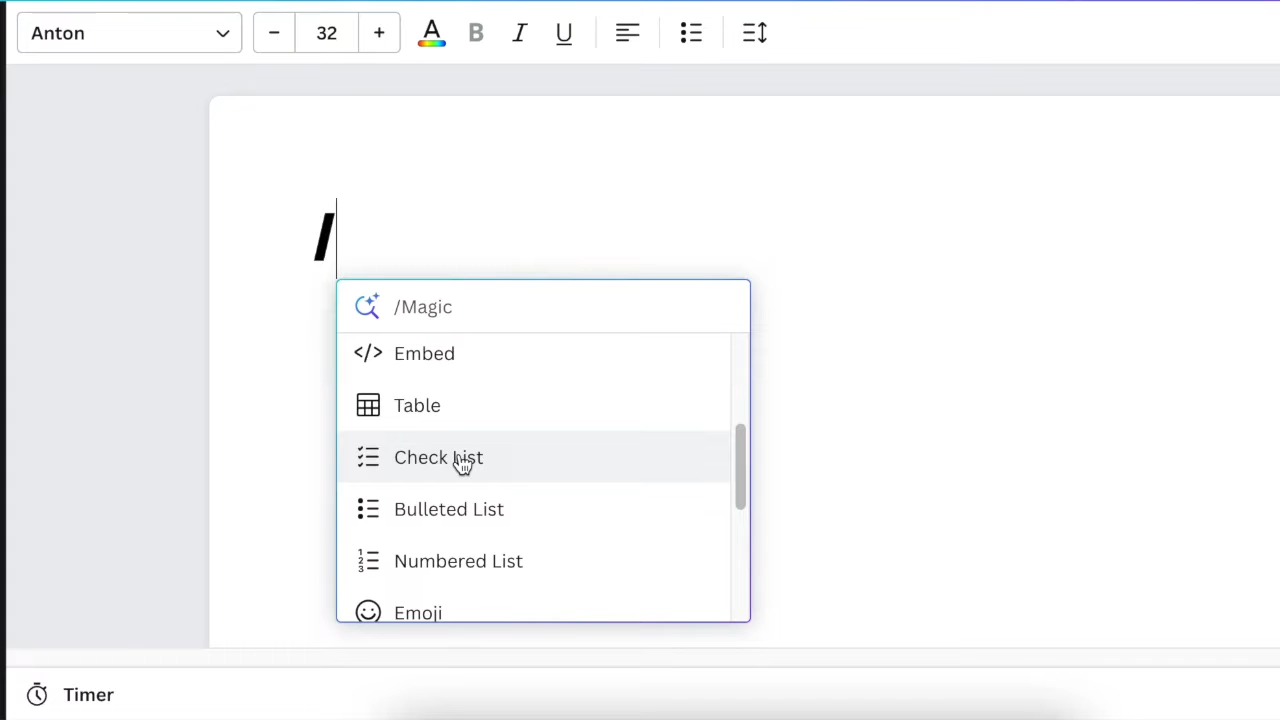 Anton
− 32 + A B I U
/
/Magic
</> Embed
Table
Check List
Bulleted List
Numbered List
Emoji
Timer